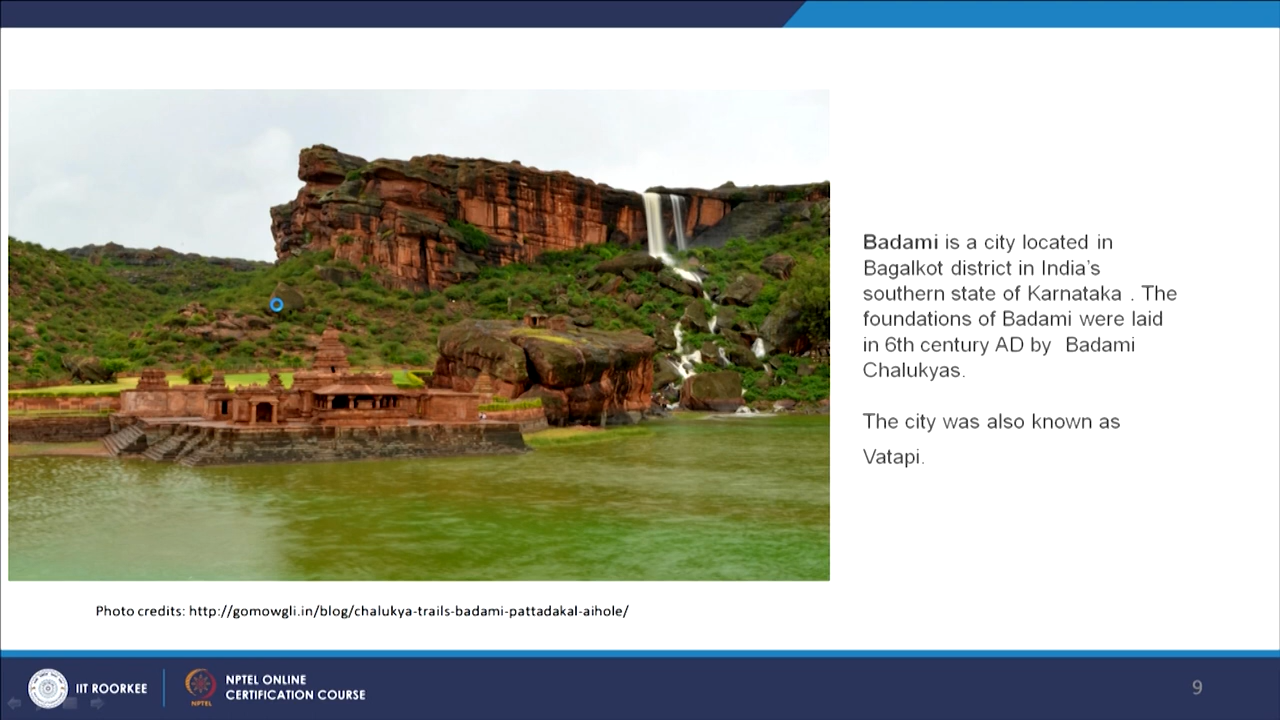 Badami is a city located in
Bagalkot district in India's
southern state of Karnataka . The
foundations of Badami were laid
in 6th century AD by Badami
Chalukyas.
The city was also known as
Vatapi.
Photo credits: http://gomowgli.in/blog/chalukya-trails-badami-pattadakal-aihole/
IIT ROORKEE
NPTEL
NPTEL ONLINE
CERTIFICATION COURSE
9